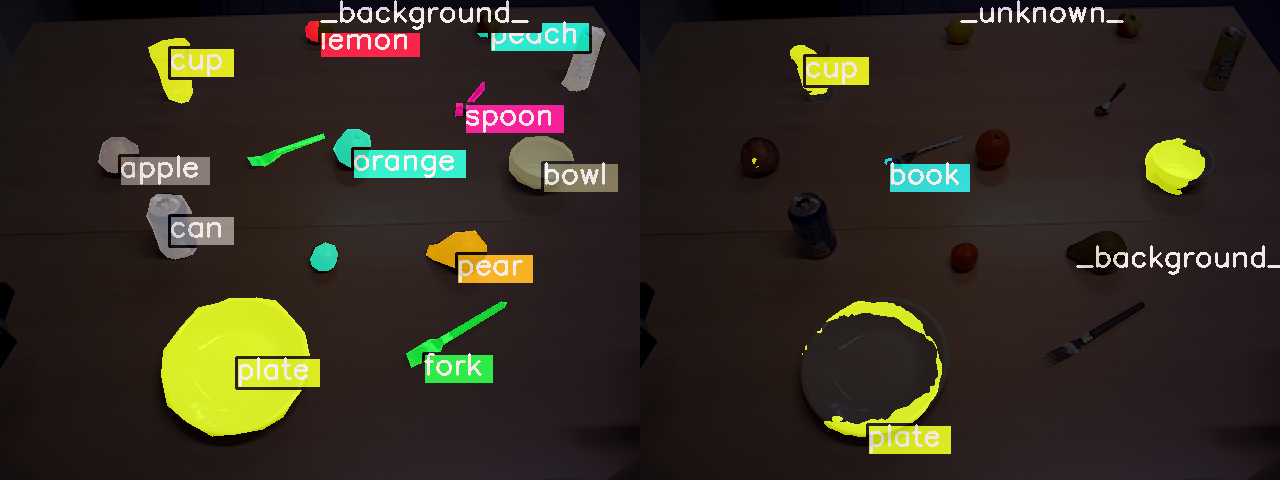 _background_
lemon
peach
cup
spoon
apple
orange
bowl
can
pear
plate
fork
_unknown_
cup
book
_background_
plate